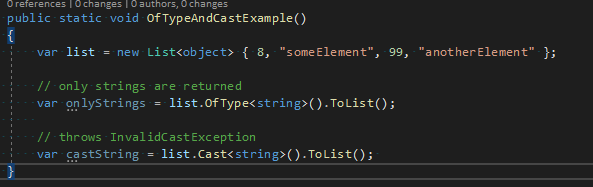 0 references | 0 changes | 0 authors, 0 changes
public static void OfTypeAndCastExample()
{
var list = new List<object> { 8, "someElement", 99, "anotherElement" };
// only strings are returned
var onlyStrings = list.OfType<string>().ToList();
// throws InvalidCastException
var castString = list.Cast<string>().ToList();
}